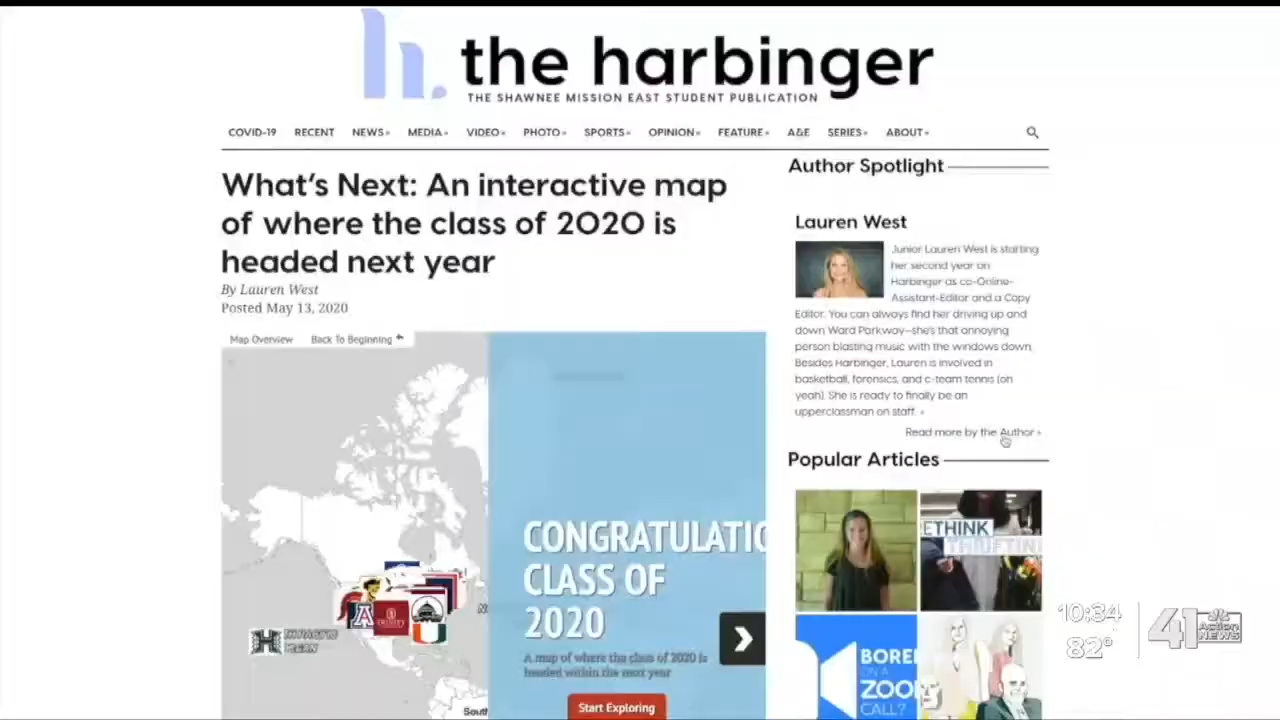 h. the harbinger
THE SHAWNEE MISSION EAST STUDENT PUBLICATION
COVID-19 RECENT NEWS» MEDIA» VIDEO» PHOTO» SPORTS» OPINION» FEATURE» A&E SERIES» ABOUT»
What's Next: An interactive map
of where the class of 2020 is
headed next year
By Lauren West
Posted May 13, 2020
Map Overview Back To Beginning
CONGRATULATIO
CLASS OF
2020
A map of where the class of 2020 is
headed within the next year
Start Exploring
South
Author Spotlight
Lauren West
Junior Lauren West is starting
her second year on
Harbinger as co-Online-
Assistant-Editor and a Copy
Editor. You can always find her driving up and
down Ward Parkway—she's that annoying
person blasting music with the windows down.
Besides Harbinger, Lauren is involved in
basketball, forensics, and c-team tennis (oh
yeah). She is ready to finally be an
upperclassman on staff. »
Read more by the Author »
Popular Articles
ETHINK
THRIFTIN
BORE
ON A
ZOO
CALL?
10:34
82°
41 Action
NEWS